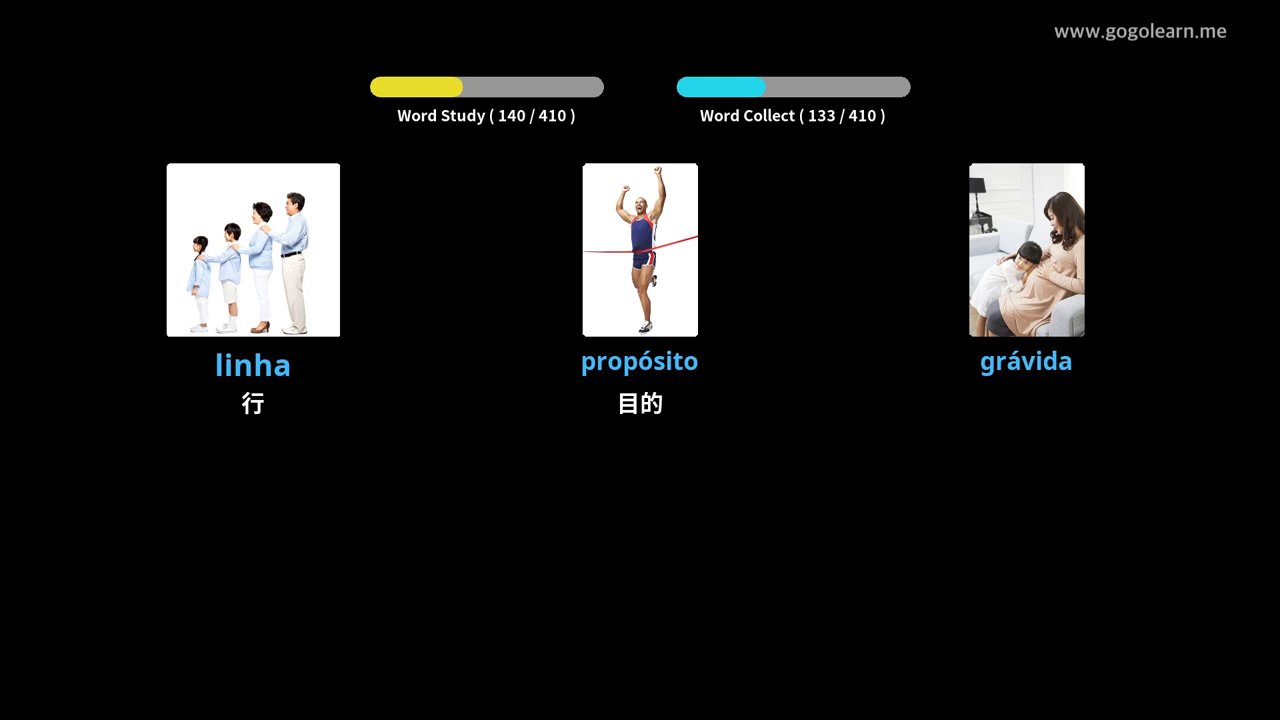 www.gogolearn.me
Word Study ( 140 / 410 )
Word Collect ( 133 / 410 )
linha
行
propósito
目的
grávida